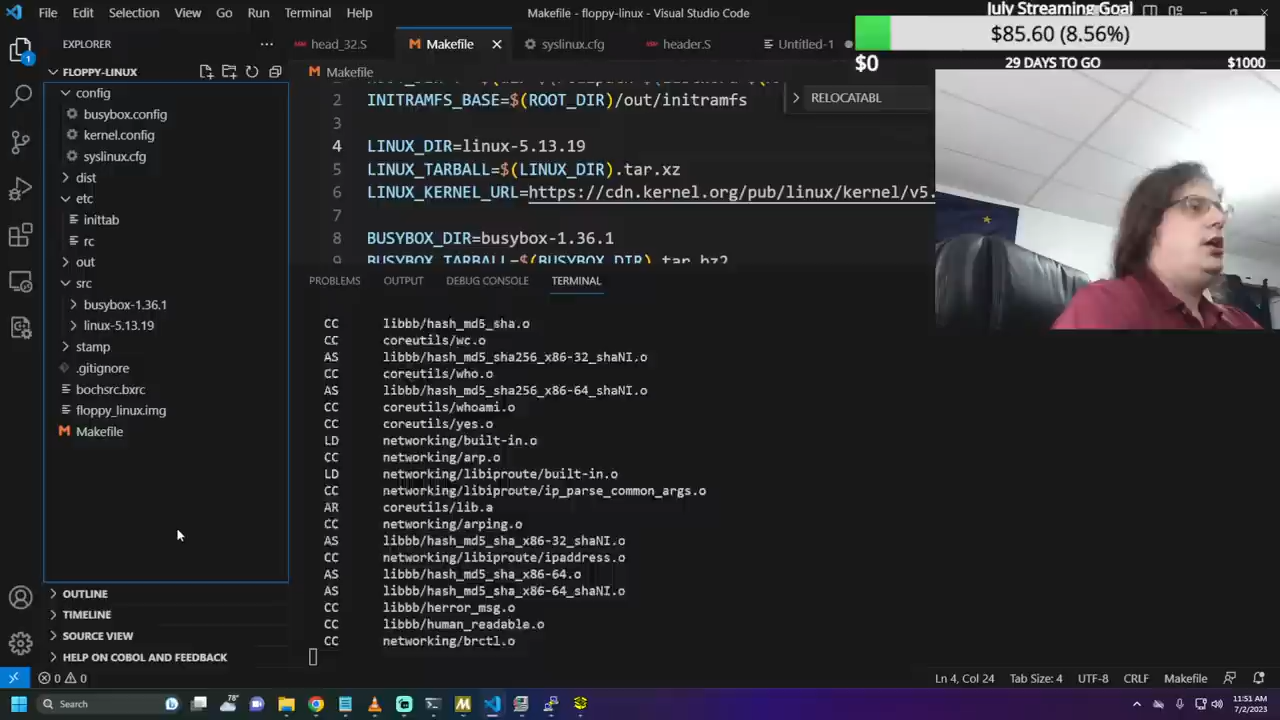 File Edit Selection View Go Run Terminal Help
Makefile - floppy-linux - Visual Studio Code
July Streaming Goal
$85.60 (8.56%)
$0
29 DAYS TO GO
$1000
EXPLORER
head_32.S
Makefile
syslinux.cfg
header.S
Untitled-1
FLOPPY-LINUX
Makefile
config
busybox.config
kernel.config
syslinux.cfg
dist
etc
inittab
rc
out
src
busybox-1.36.1
linux-5.13.19
stamp
.gitignore
bochsrc.bxrc
floppy_linux.img
Makefile
OUTLINE
TIMELINE
SOURCE VIEW
HELP ON COBOL AND FEEDBACK
RELOCATABL
2 INITRAMFS_BASE=$(ROOT_DIR)/out/initramfs
3
4 LINUX_DIR=linux-5.13.19
5 LINUX_TARBALL=$(LINUX_DIR).tar.xz
6 LINUX_KERNEL_URL=https://cdn.kernel.org/pub/linux/kernel/v5.
7
8 BUSYBOX_DIR=busybox-1.36.1
9 BUSYBOX_TARBALL=$(BUSYBOX_DIR).tar.bz2
PROBLEMS OUTPUT DEBUG CONSOLE TERMINAL
CC libbb/hash_md5_sha.o
CC coreutils/wc.o
AS libbb/hash_md5_sha256_x86-32_shaNI.o
CC coreutils/who.o
AS libbb/hash_md5_sha256_x86-64_shaNI.o
CC coreutils/whoami.o
CC coreutils/yes.o
LD networking/built-in.o
CC networking/arp.o
LD networking/libiproute/built-in.o
CC networking/libiproute/ip_parse_common_args.o
AR coreutils/lib.a
CC networking/arping.o
AS libbb/hash_md5_sha_x86-32_shaNI.o
CC networking/libiproute/ipaddress.o
AS libbb/hash_md5_sha_x86-64.o
AS libbb/hash_md5_sha_x86-64_shaNI.o
CC libbb/herror_msg.o
CC libbb/human_readable.o
CC networking/brctl.o
0 0
Ln 4, Col 24 Tab Size: 4 UTF-8 CRLF Makefile
Search
78°
11:51 AM
7/2/2023